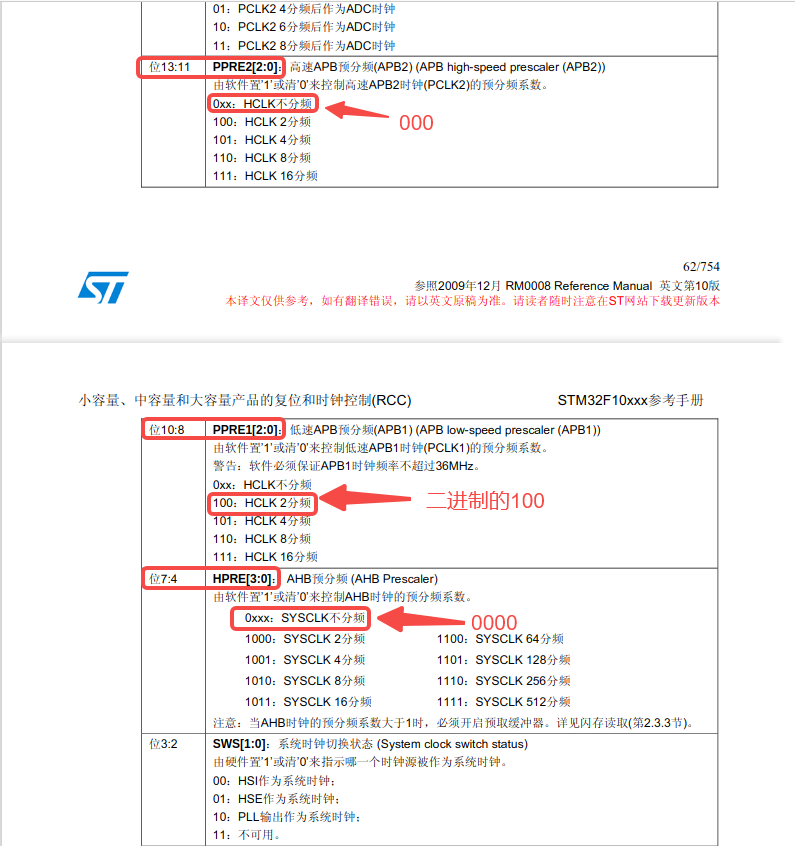 01：PCLK2 4分频后作为ADC时钟
10：PCLK2 6分频后作为ADC时钟
11：PCLK2 8分频后作为ADC时钟
位13:11 PPRE2[2:0]：高速APB预分频(APB2) (APB high-speed prescaler (APB2))
由软件置'1'或清'0'来控制高速APB2时钟(PCLK2)的预分频系数。
0xx：HCLK不分频
000
100：HCLK 2分频
101：HCLK 4分频
110：HCLK 8分频
111：HCLK 16分频
62/754
ST
参照2009年12月 RM0008 Reference Manual 英文第10版
本译文仅供参考，如有翻译错误，请以英文原稿为准。请读者随时注意在ST网站下载更新版本
小容量、中容量和大容量产品的复位和时钟控制(RCC) STM32F10xxx参考手册
位10:8 PPRE1[2:0]：低速APB预分频(APB1) (APB low-speed prescaler (APB1))
由软件置'1'或清'0'来控制低速APB1时钟(PCLK1)的预分频系数。
警告：软件必须保证APB1时钟频率不超过36MHz。
0xx：HCLK不分频
100：HCLK 2分频 二进制的100
101：HCLK 4分频
110：HCLK 8分频
111：HCLK 16分频
位7:4 HPRE[3:0]： AHB预分频 (AHB Prescaler)
由软件置'1'或清'0'来控制AHB时钟的预分频系数。
0xxx：SYSCLK不分频 0000
1000：SYSCLK 2分频 1100：SYSCLK 64分频
1001：SYSCLK 4分频 1101：SYSCLK 128分频
1010：SYSCLK 8分频 1110：SYSCLK 256分频
1011：SYSCLK 16分频 1111：SYSCLK 512分频
注意：当AHB时钟的预分频系数大于1时，必须开启预取缓冲器。详见闪存读取(第2.3.3节)。
位3:2 SWS[1:0]：系统时钟切换状态 (System clock switch status)
由硬件置'1'或清'0'来指示哪一个时钟源被作为系统时钟。
00：HSI作为系统时钟；
01：HSE作为系统时钟；
10：PLL输出作为系统时钟；
11：不可用。